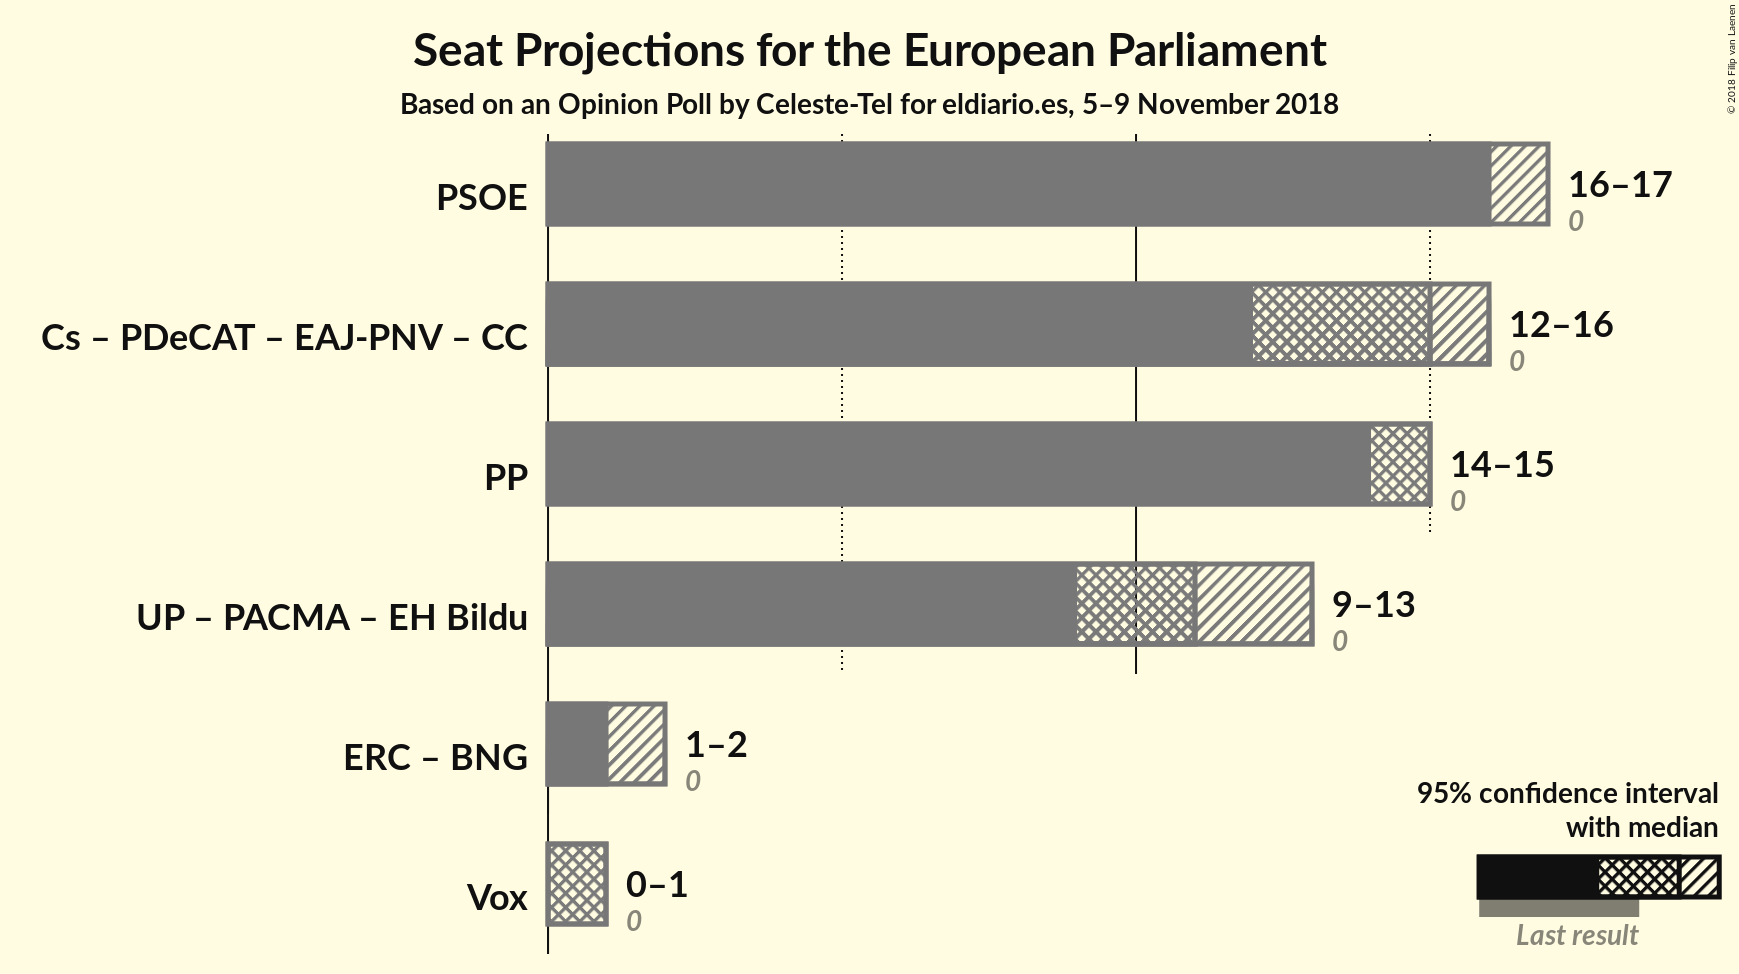 Seat Projections for the European Parliament
Based on an Opinion Poll by Celeste-Tel for eldiario.es, 5–9 November 2018
© 2018 Filip van Laenen
PSOE
16–17
0
Cs – PDeCAT – EAJ-PNV – CC
12–16
0
PP
14–15
0
UP – PACMA – EH Bildu
9–13
0
ERC – BNG
1–2
0
Vox
0–1
0
95% confidence interval
with median
Last result